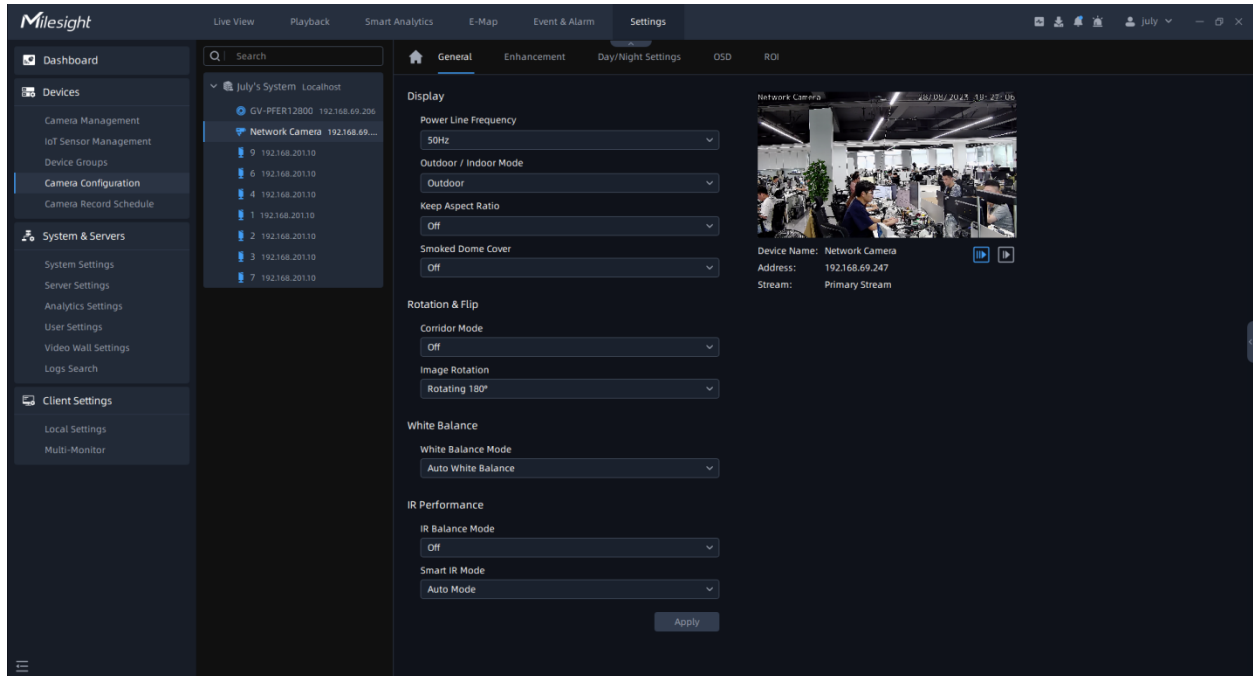 Milesight
Live View Playback Smart Analytics E-Map Event & Alarm Settings july
Dashboard
Devices
Camera Management
IoT Sensor Management
Device Groups
Camera Configuration
Camera Record Schedule
System & Servers
System Settings
Server Settings
Analytics Settings
User Settings
Video Wall Settings
Logs Search
Client Settings
Local Settings
Multi-Monitor
Search
July's System Localhost
GV-PFER12800 192.168.69.206
Network Camera 192.168.69....
9 192.168.201.10
6 192.168.201.10
4 192.168.201.10
1 192.168.201.10
2 192.168.201.10
3 192.168.201.10
7 192.168.201.10
General Enhancement Day/Night Settings OSD ROI
Display
Power Line Frequency
50Hz
Outdoor / Indoor Mode
Outdoor
Keep Aspect Ratio
Off
Smoked Dome Cover
Off
Rotation & Flip
Corridor Mode
Off
Image Rotation
Rotating 180°
White Balance
White Balance Mode
Auto White Balance
IR Performance
IR Balance Mode
Off
Smart IR Mode
Auto Mode
Apply
Network Camera 28/08/2023
Device Name: Network Camera
Address: 192.168.69.247
Stream: Primary Stream